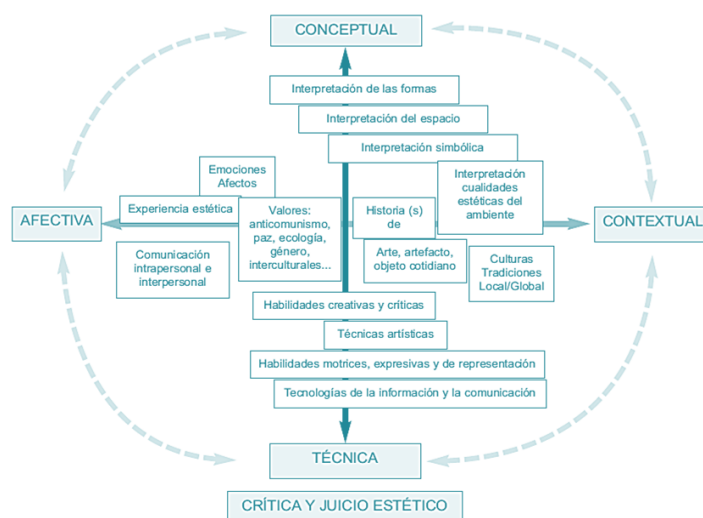 CONCEPTUAL
Interpretación de las formas
Interpretación del espacio
Interpretación simbólica
Emociones
Afectos
Interpretación
cualidades
estéticas del
ambiente
AFECTIVA
Experiencia estética
Valores:
anticomunismo,
paz, ecología,
género,
interculturales...
Historia (s)
de
CONTEXTUAL
Comunicación
intrapersonal e
interpersonal
Arte, artefacto,
objeto cotidiano
Culturas
Tradiciones
Local/Global
Habilidades creativas y críticas
Técnicas artísticas
Habilidades motrices, expresivas y de representación
Tecnologías de la información y la comunicación
TÉCNICA
CRÍTICA Y JUICIO ESTÉTICO